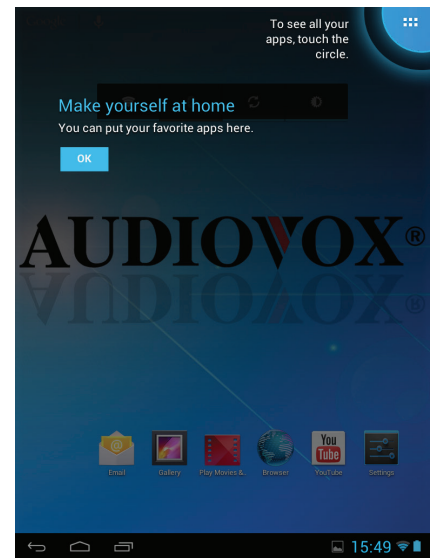 To see all your
apps, touch the
circle.
Make yourself at home
You can put your favorite apps here.
OK
AUDIOVOX®
Email
Gallery
Play Movies &..
Browser
You
Tube
YouTube
Settings
15:49